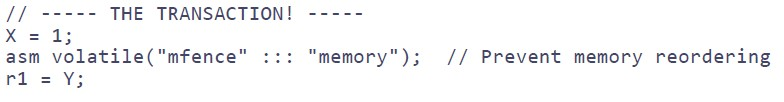 // ----- THE TRANSACTION! -----
X = 1;
asm volatile("mfence" ::: "memory");  // Prevent memory reordering
r1 = Y;